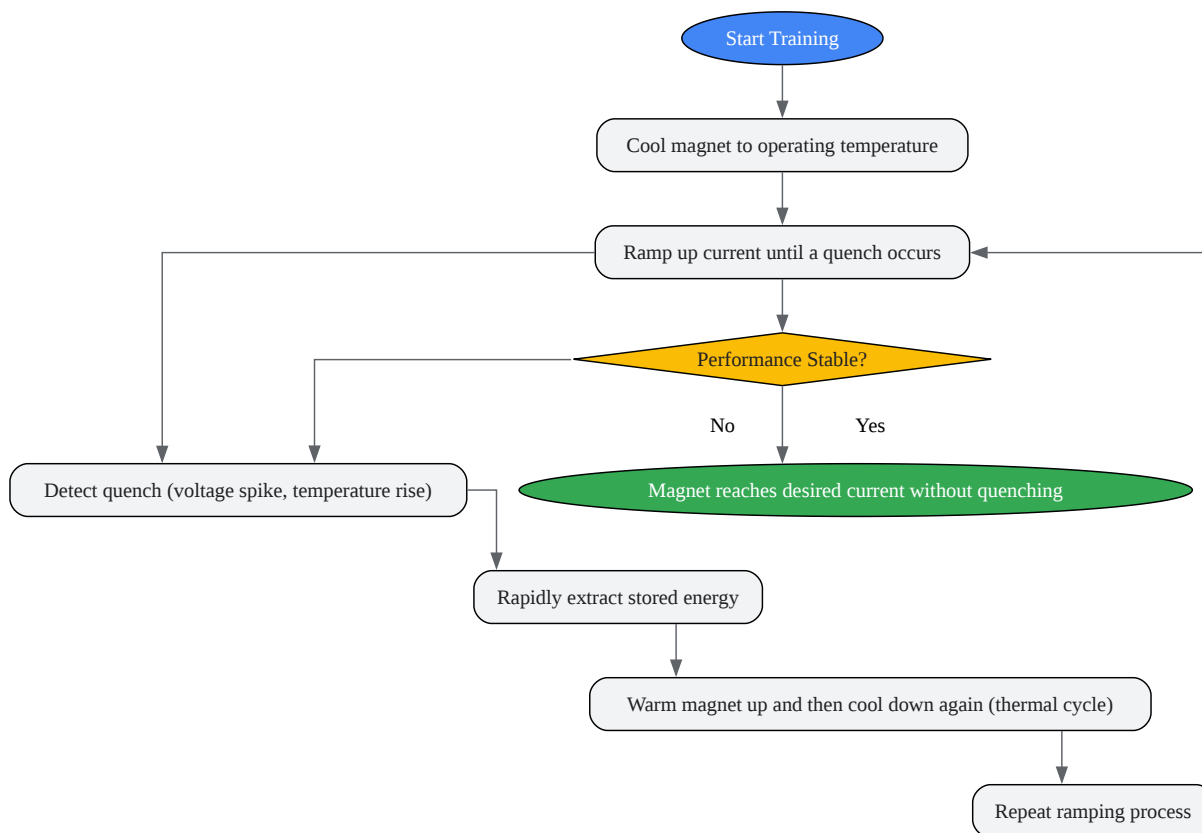 Start Training
Cool magnet to operating temperature
Ramp up current until a quench occurs
Performance Stable?
No
Yes
Detect quench (voltage spike, temperature rise)
Magnet reaches desired current without quenching
Rapidly extract stored energy
Warm magnet up and then cool down again (thermal cycle)
Repeat ramping process